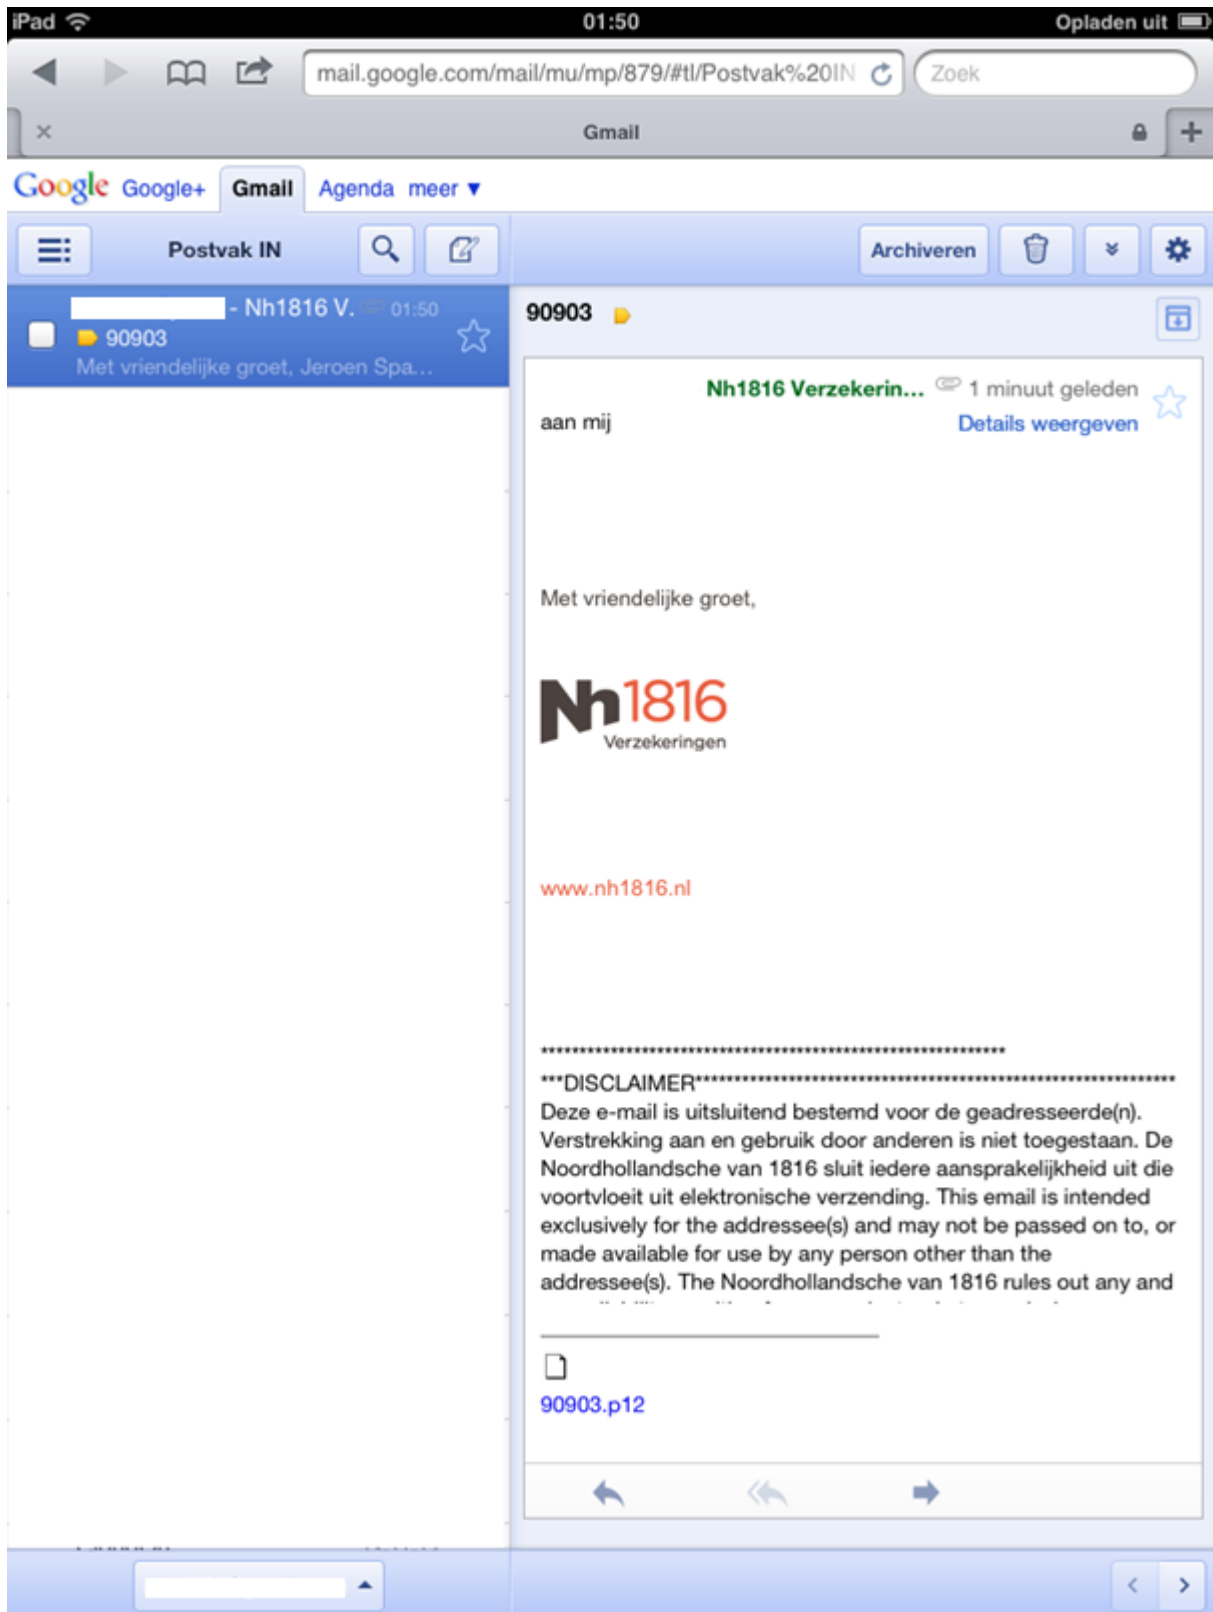 iPad
01:50
Opladen uit
mail.google.com/mail/mu/mp/879/#tl/Postvak%20IN
Zoek
Gmail
Google Google+ Gmail Agenda meer ▼
Postvak IN
Archiveren
- Nh1816 V. 01:50
90903
Met vriendelijke groet, Jeroen Spa...
90903
Nh1816 Verzekerin... 1 minuut geleden
aan mij
Details weergeven
Met vriendelijke groet,
Nh1816
Verzekeringen
www.nh1816.nl
*************************************************************
***DISCLAIMER***************************************************************
Deze e-mail is uitsluitend bestemd voor de geadresseerde(n).
Verstrekking aan en gebruik door anderen is niet toegestaan. De
Noordhollandsche van 1816 sluit iedere aansprakelijkheid uit die
voortvloeit uit elektronische verzending. This email is intended
exclusively for the addressee(s) and may not be passed on to, or
made available for use by any person other than the
addressee(s). The Noordhollandsche van 1816 rules out any and
90903.p12